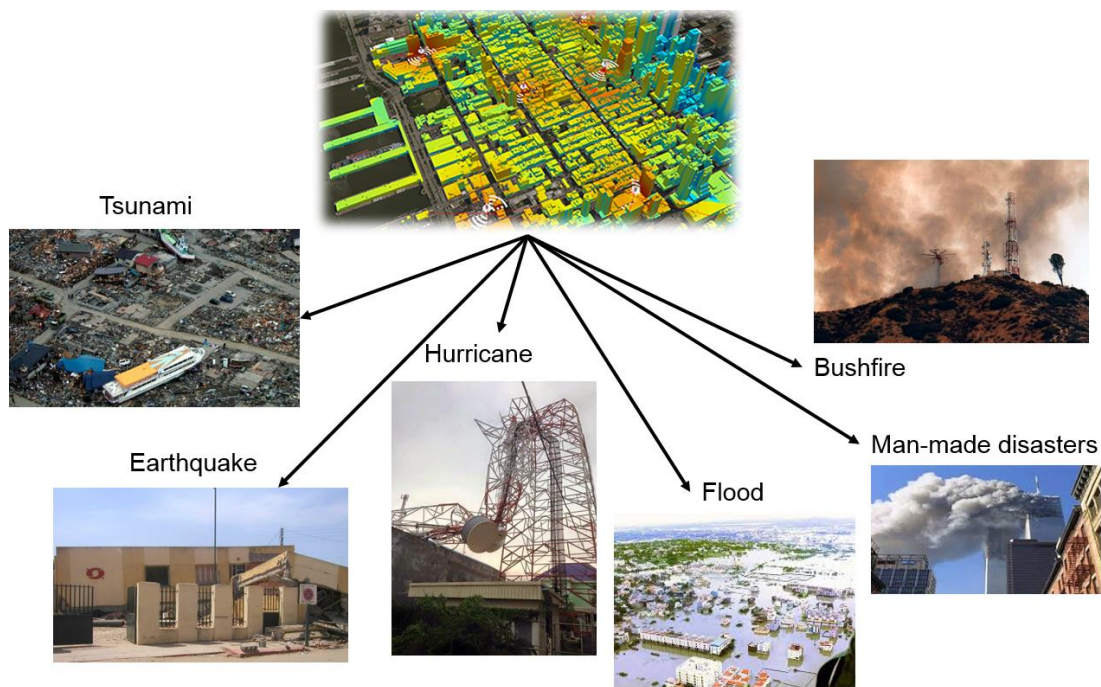 Tsunami
Hurricane
Bushfire
Earthquake
Flood
Man-made disasters